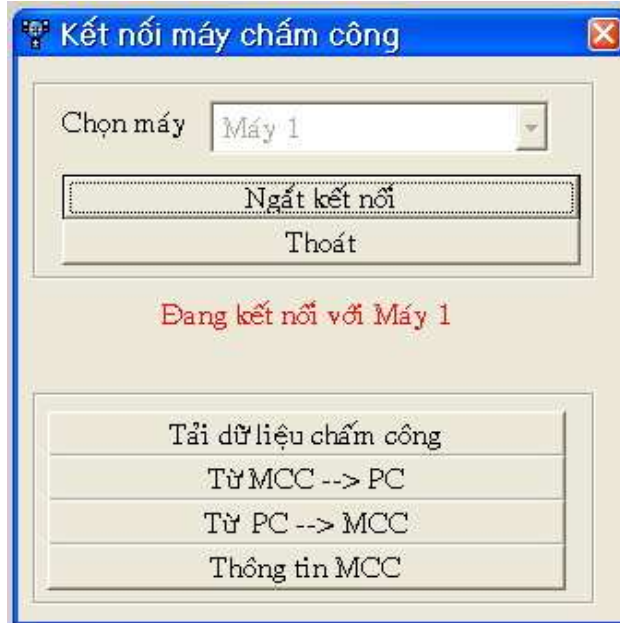 Kết nối máy chấm công
Chọn máy Máy 1
Ngắt kết nối
Thoát
Đang kết nối với Máy 1
Tải dữ liệu chấm công
Từ MCC --> PC
Từ PC --> MCC
Thông tin MCC